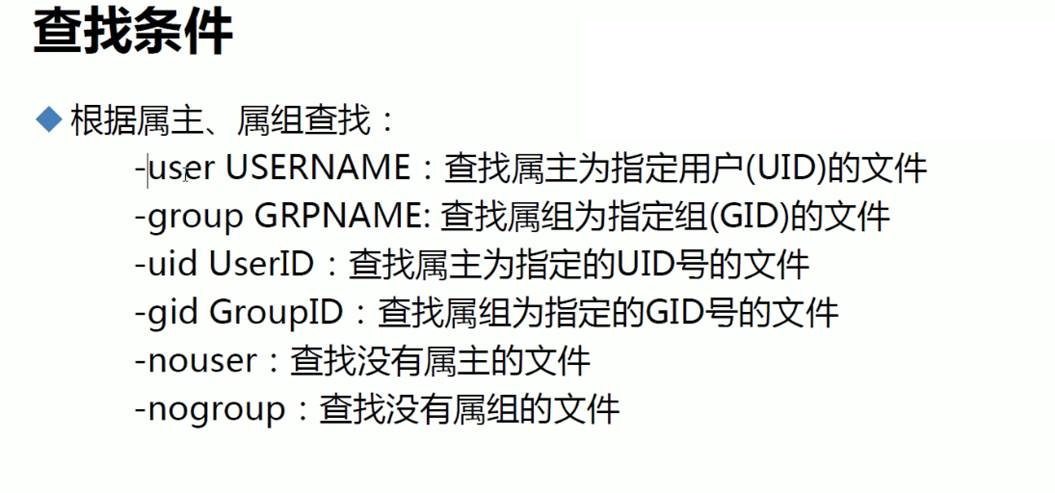 查找条件
根据属主、属组查找：
-user USERNAME：查找属主为指定用户(UID)的文件
-group GRPNAME: 查找属组为指定组(GID)的文件
-uid UserID：查找属主为指定的UID号的文件
-gid GroupID：查找属组为指定的GID号的文件
-nouser：查找没有属主的文件
-nogroup：查找没有属组的文件